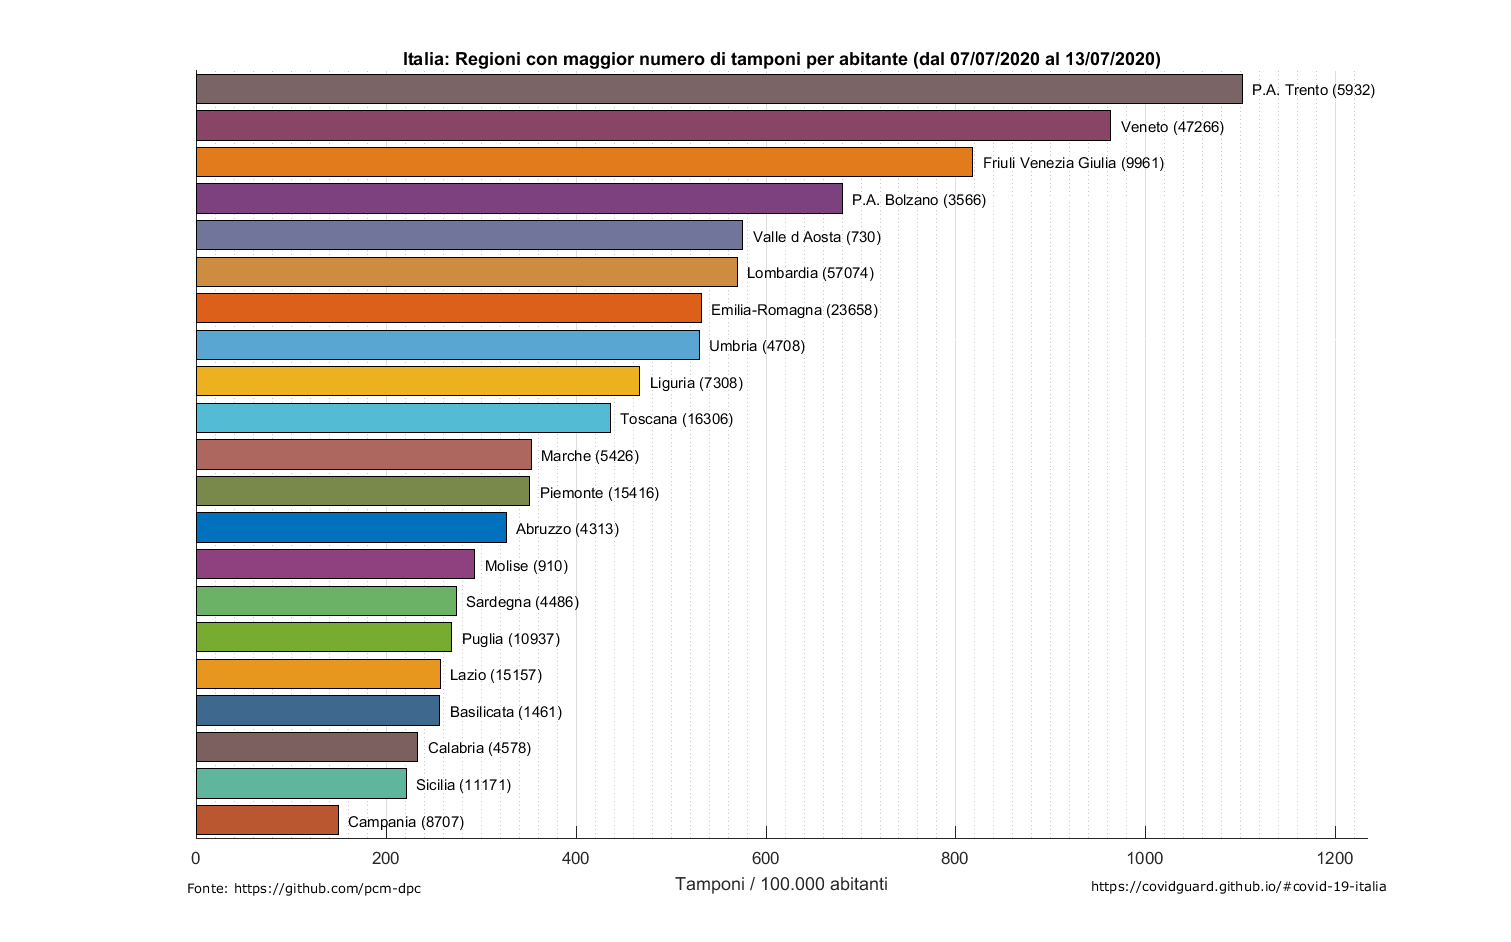 Italia: Regioni con maggior numero di tamponi per abitante (dal 07/07/2020 al 13/07/2020)
P.A. Trento (5932)
Veneto (47266)
Friuli Venezia Giulia (9961)
P.A. Bolzano (3566)
Valle d Aosta (730)
Lombardia (57074)
Emilia-Romagna (23658)
Umbria (4708)
Liguria (7308)
Toscana (16306)
Marche (5426)
Piemonte (15416)
Abruzzo (4313)
Molise (910)
Sardegna (4486)
Puglia (10937)
Lazio (15157)
Basilicata (1461)
Calabria (4578)
Sicilia (11171)
Campania (8707)
0 200 400 600 800 1000 1200
Tamponi / 100.000 abitanti
Fonte: https://github.com/pcm-dpc
https://covidguard.github.io/#covid-19-italia